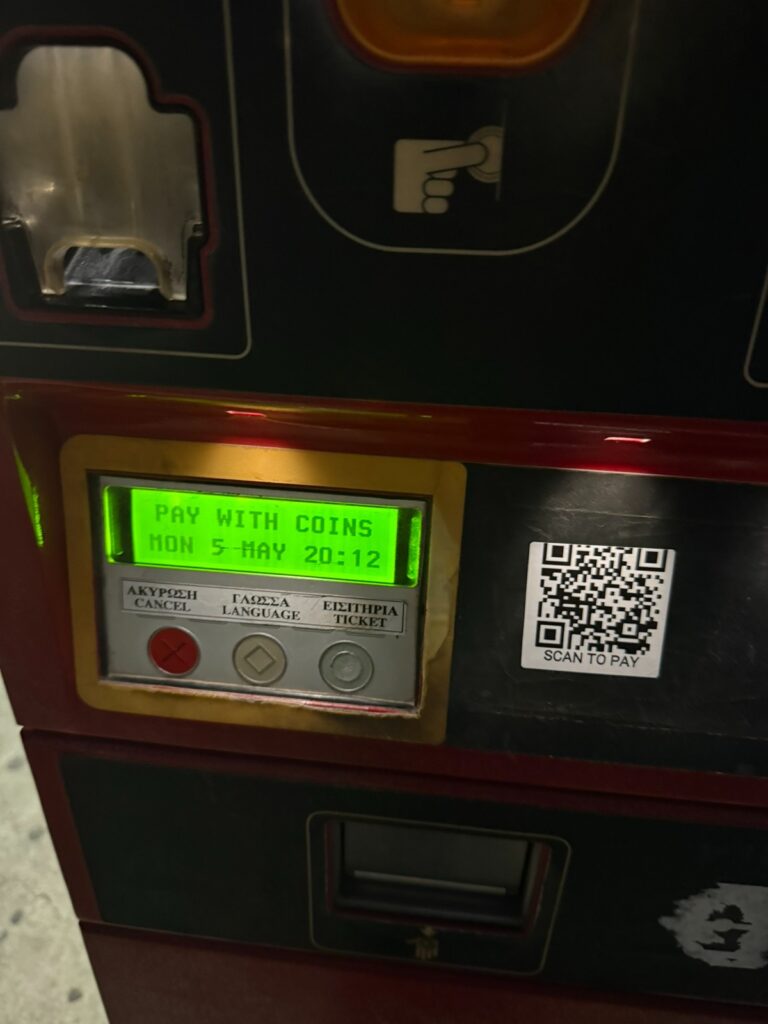 PAY WITH COINS
MON 5 MAY 20:12
ΑΚΥΡΩΣΗ
CANCEL
ΓΛΩΣΣΑ
LANGUAGE
ΕΙΣΙΤΗΡΙΑ
TICKET
SCAN TO PAY